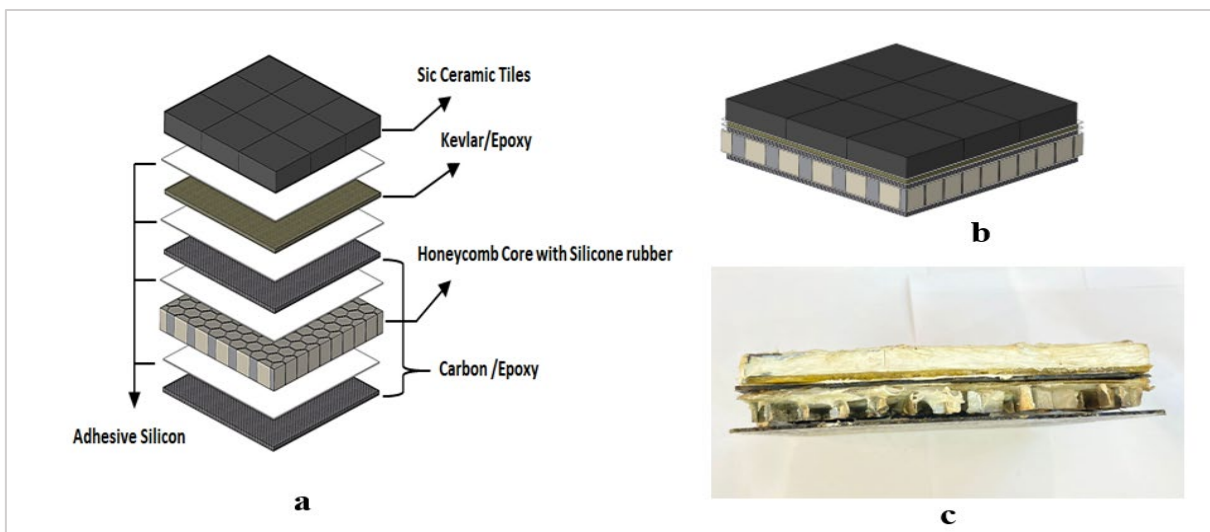 Sic Ceramic Tiles
Kevlar/Epoxy
Honeycomb Core with Silicone rubber
Carbon /Epoxy
Adhesive Silicon
a
b
c